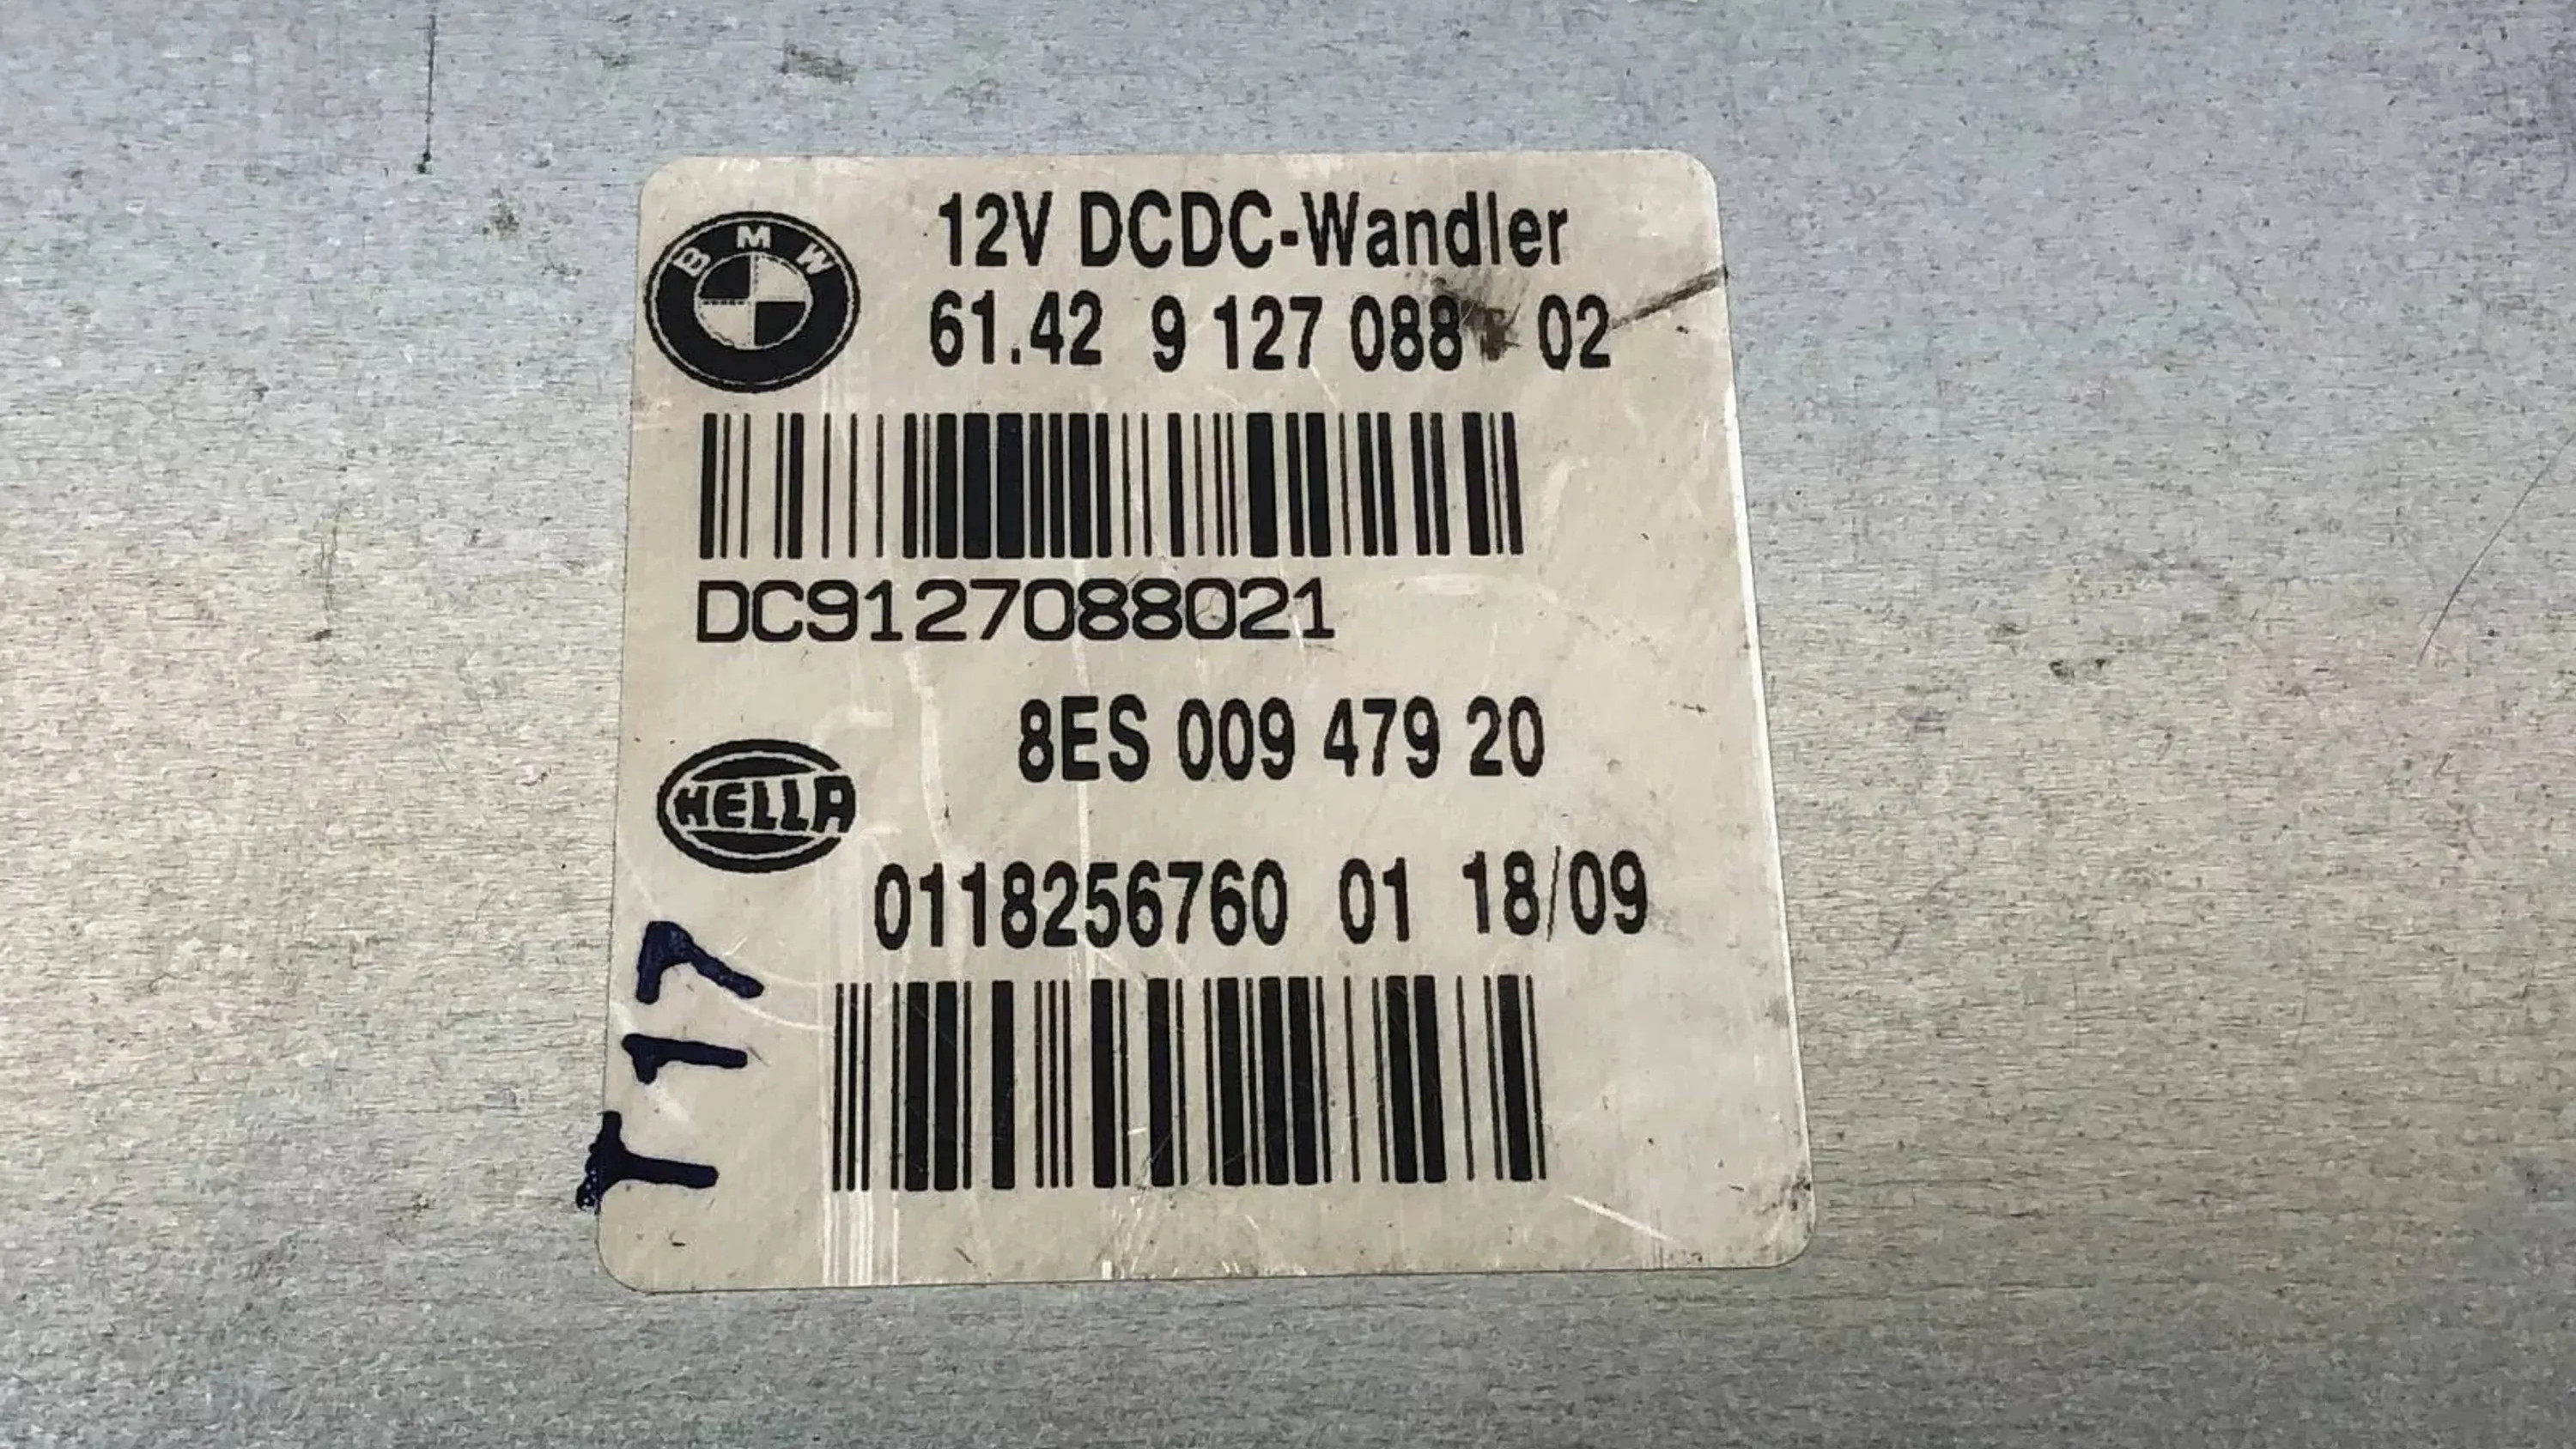 BMW
12V DCDC-Wandler
61.42 9 127 088 02
DC9127088021
8ES 009 479 20
HELLA
0118256760 01 18/09
T17